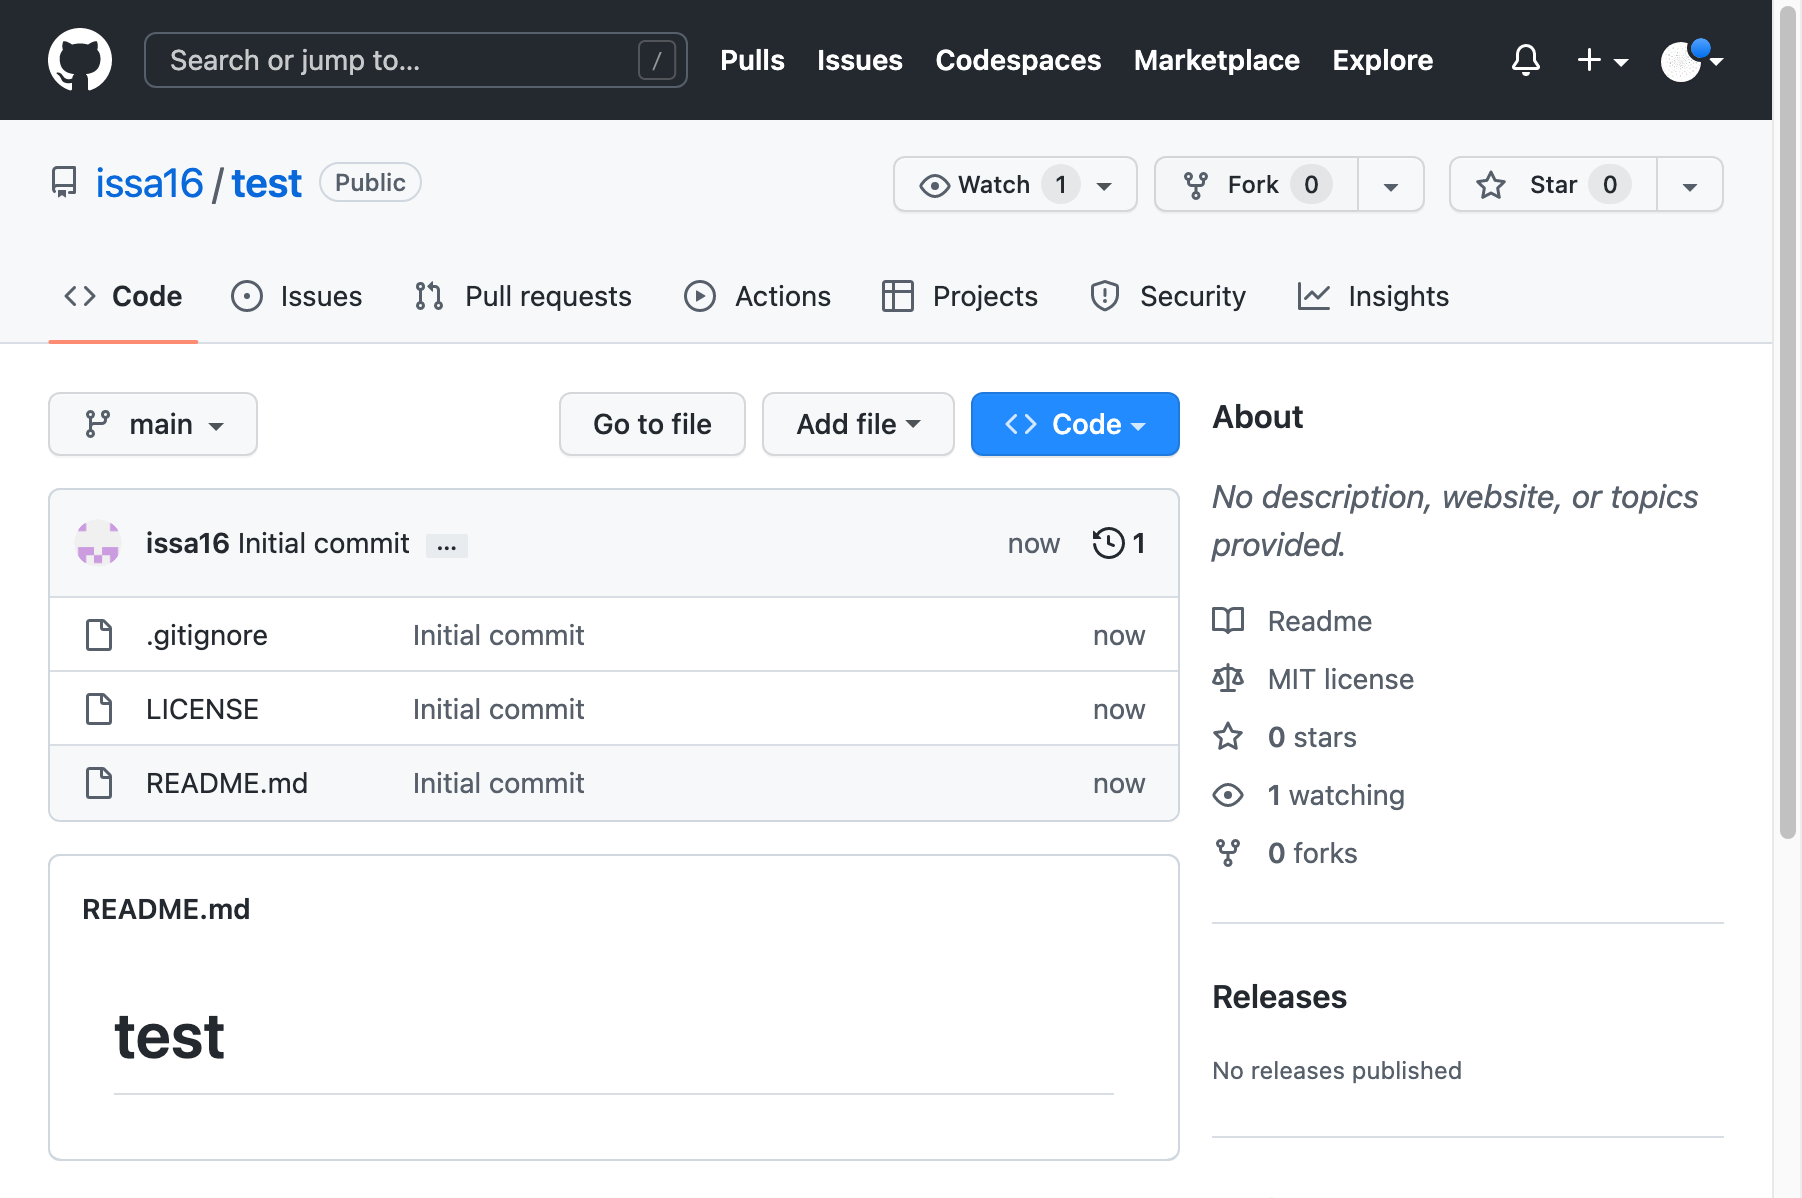 Search or jump to... /
Pulls Issues Codespaces Marketplace Explore
issa16 / test Public
Watch 1
Fork 0
Star 0
Code Issues Pull requests Actions Projects Security Insights
main
Go to file
Add file
Code
issa16 Initial commit ... now 1
.gitignore Initial commit now
LICENSE Initial commit now
README.md Initial commit now
README.md
test
About
No description, website, or topics
provided.
Readme
MIT license
0 stars
1 watching
0 forks
Releases
No releases published